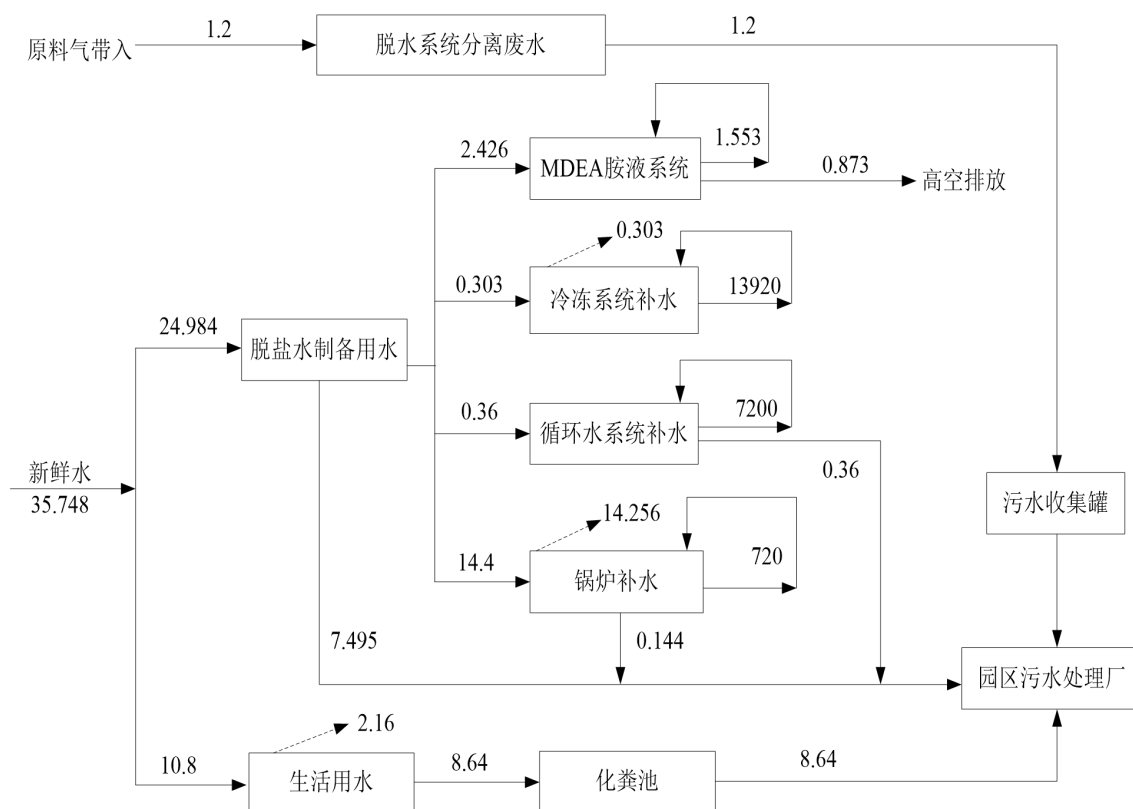 原料气带入
1.2
脱水系统分离废水
1.2
2.426
MDEA胺液系统
1.553
0.873
高空排放
0.303
0.303
冷冻系统补水
13920
24.984
脱盐水制备用水
0.36
循环水系统补水
7200
0.36
新鲜水
35.748
污水收集罐
14.256
14.4
锅炉补水
720
7.495
0.144
园区污水处理厂
2.16
10.8
生活用水
8.64
化粪池
8.64